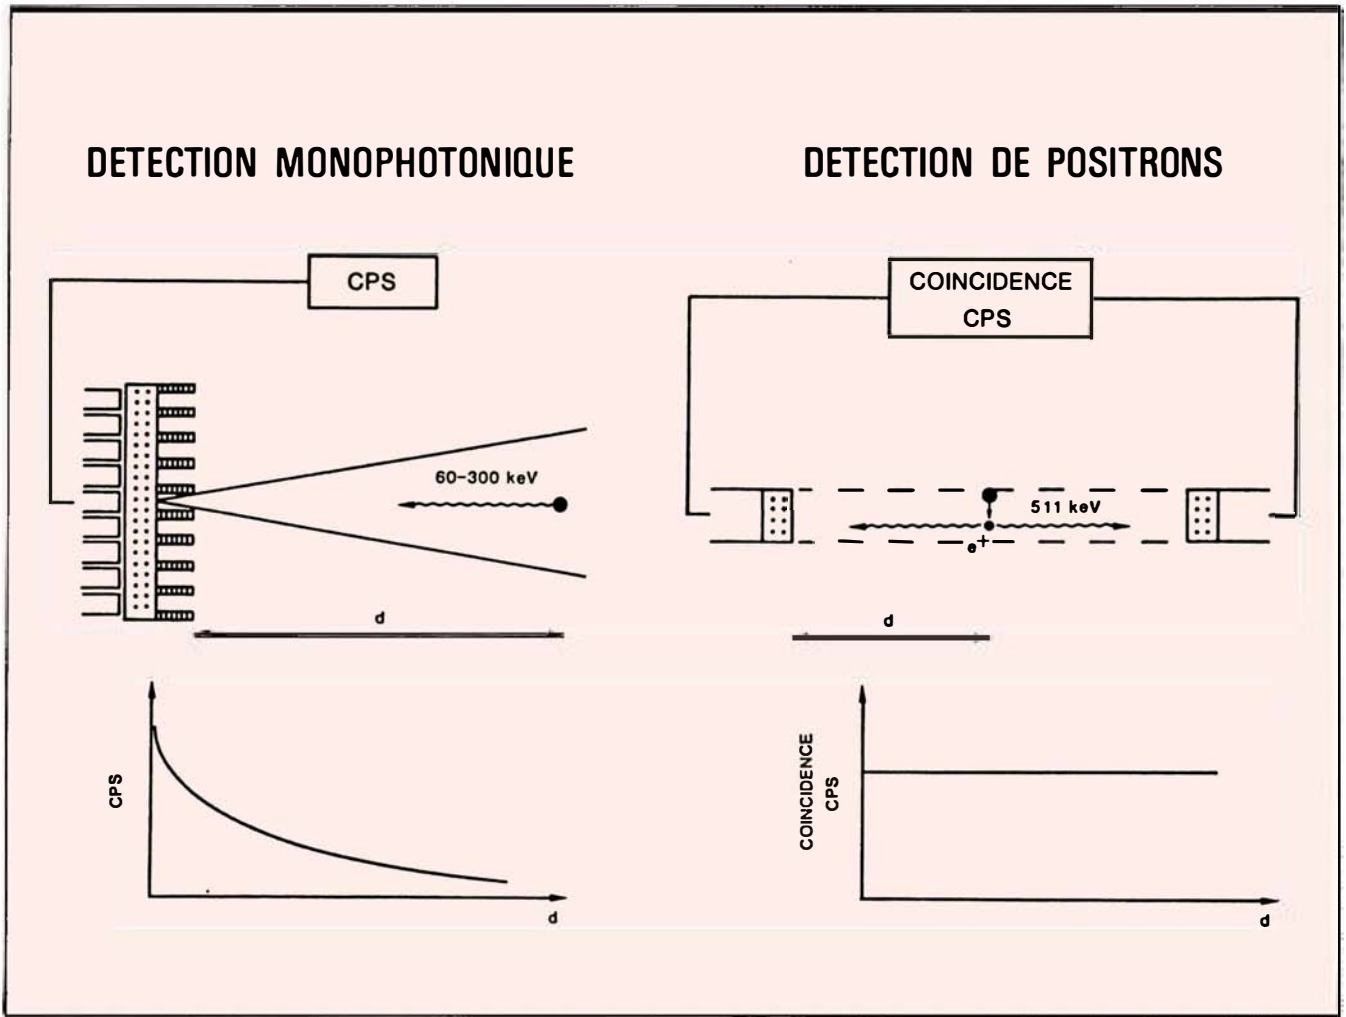 DETECTION MONOPHOTONIQUE
CPS
60-300 keV
d
CPS
d
DETECTION DE POSITRONS
COINCIDENCE
CPS
511 keV
e+
d
COINCIDENCE
CPS
d